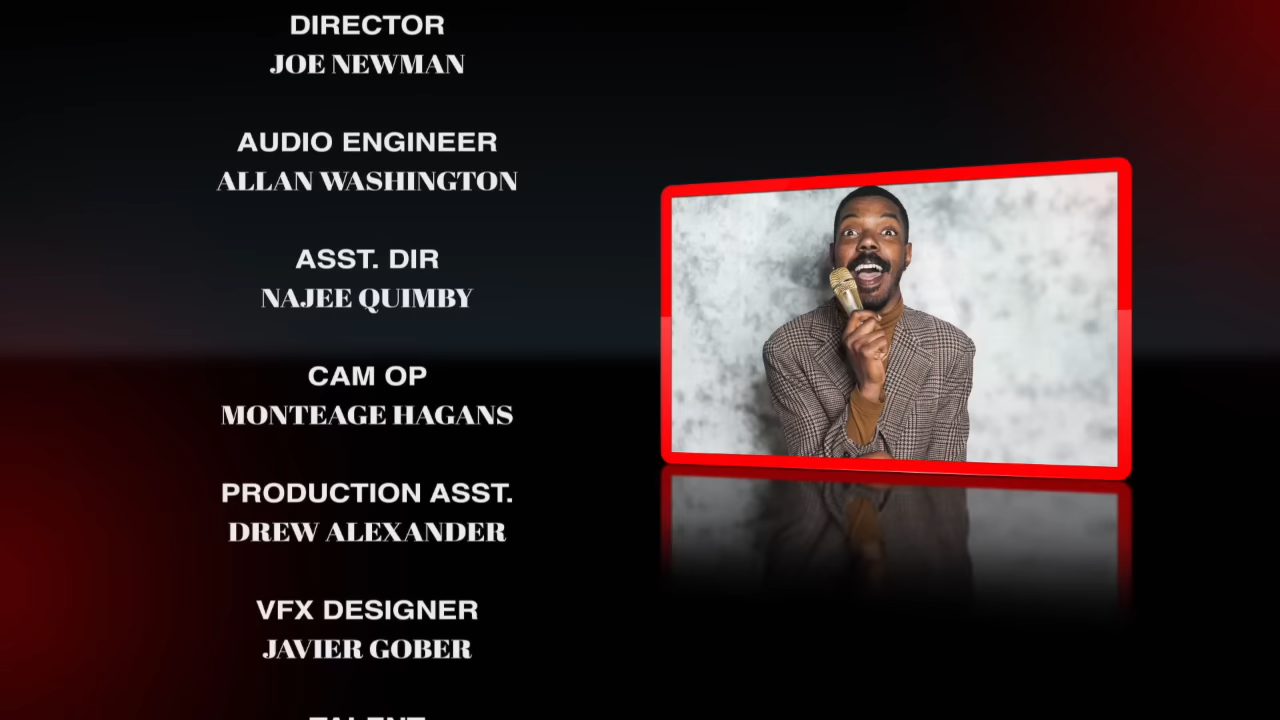 DIRECTOR
JOE NEWMAN
AUDIO ENGINEER
ALLAN WASHINGTON
ASST. DIR
NAJEE QUIMBY
CAM OP
MONTEAGE HAGANS
PRODUCTION ASST.
DREW ALEXANDER
VFX DESIGNER
JAVIER GOBER
TALENT